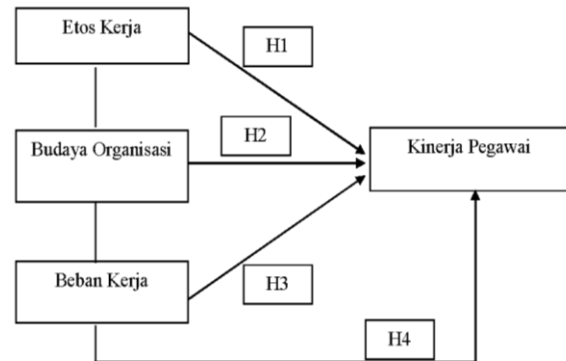 Etos Kerja
H1
Budaya Organisasi
H2
Kinerja Pegawai
Beban Kerja
H3
H4